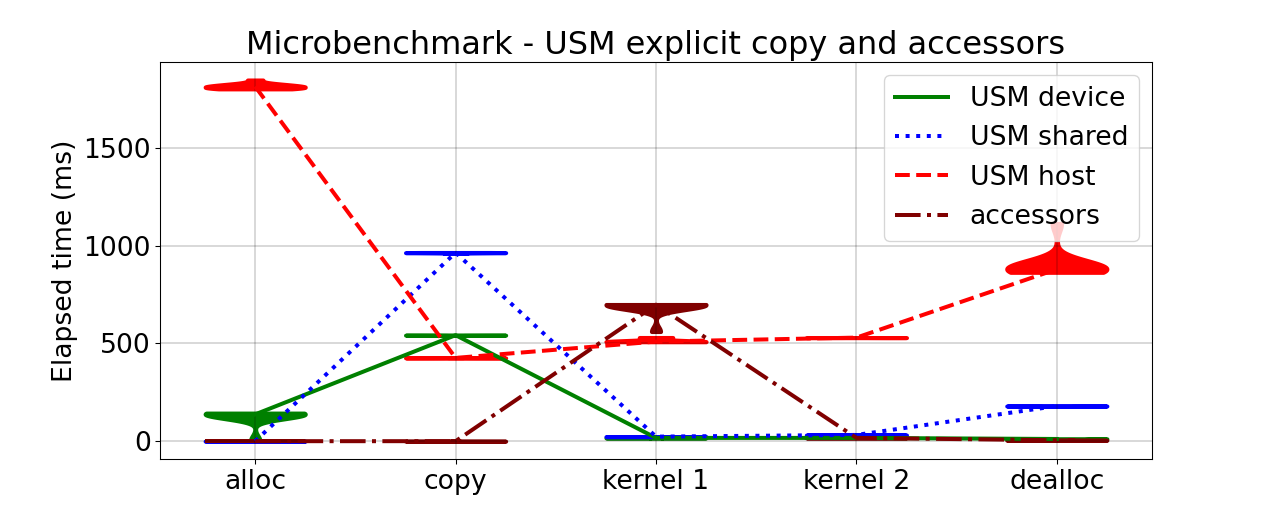 Microbenchmark - USM explicit copy and accessors
Elapsed time (ms)
1500
1000
500
0
USM device
USM shared
USM host
accessors
alloc
copy
kernel 1
kernel 2
dealloc